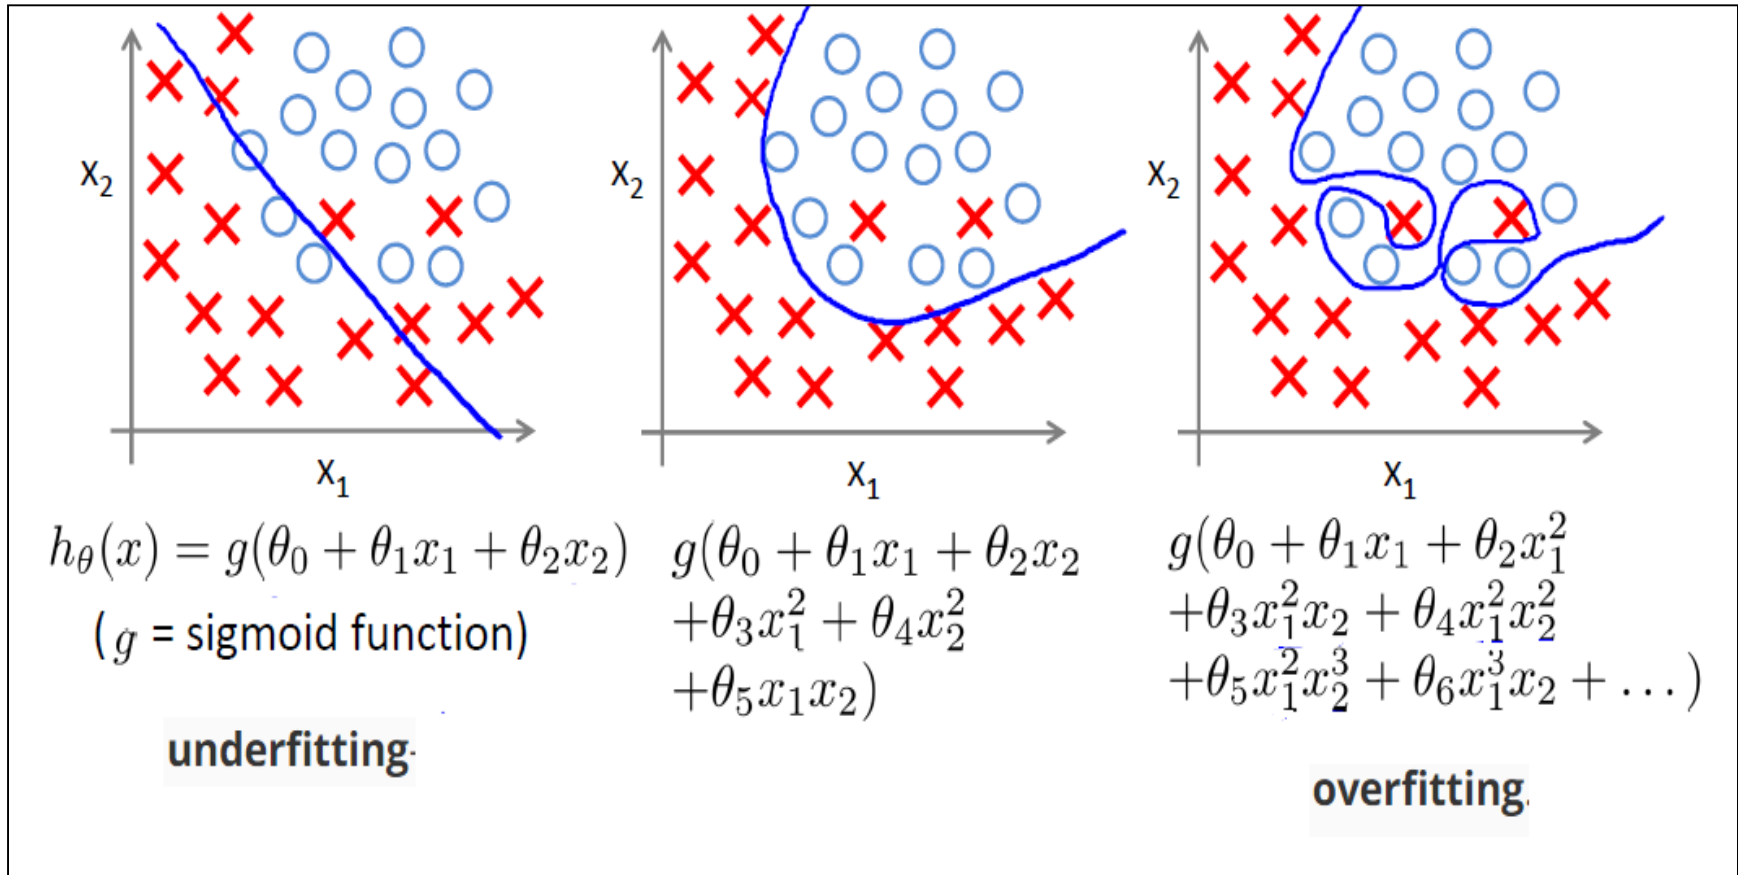 x₂
x₁
hθ(x) = g(θ₀ + θ₁x₁ + θ₂x₂)
( g = sigmoid function)
underfitting
x₂
x₁
g(θ₀ + θ₁x₁ + θ₂x₂
+θ₃x₁² + θ₄x₂²
+θ₅x₁x₂)
x₂
x₁
g(θ₀ + θ₁x₁ + θ₂x₁²
+θ₃x₁²x₂ + θ₄x₁²x₂²
+θ₅x₁²x₂³ + θ₆x₁³x₂ + … )
overfitting.